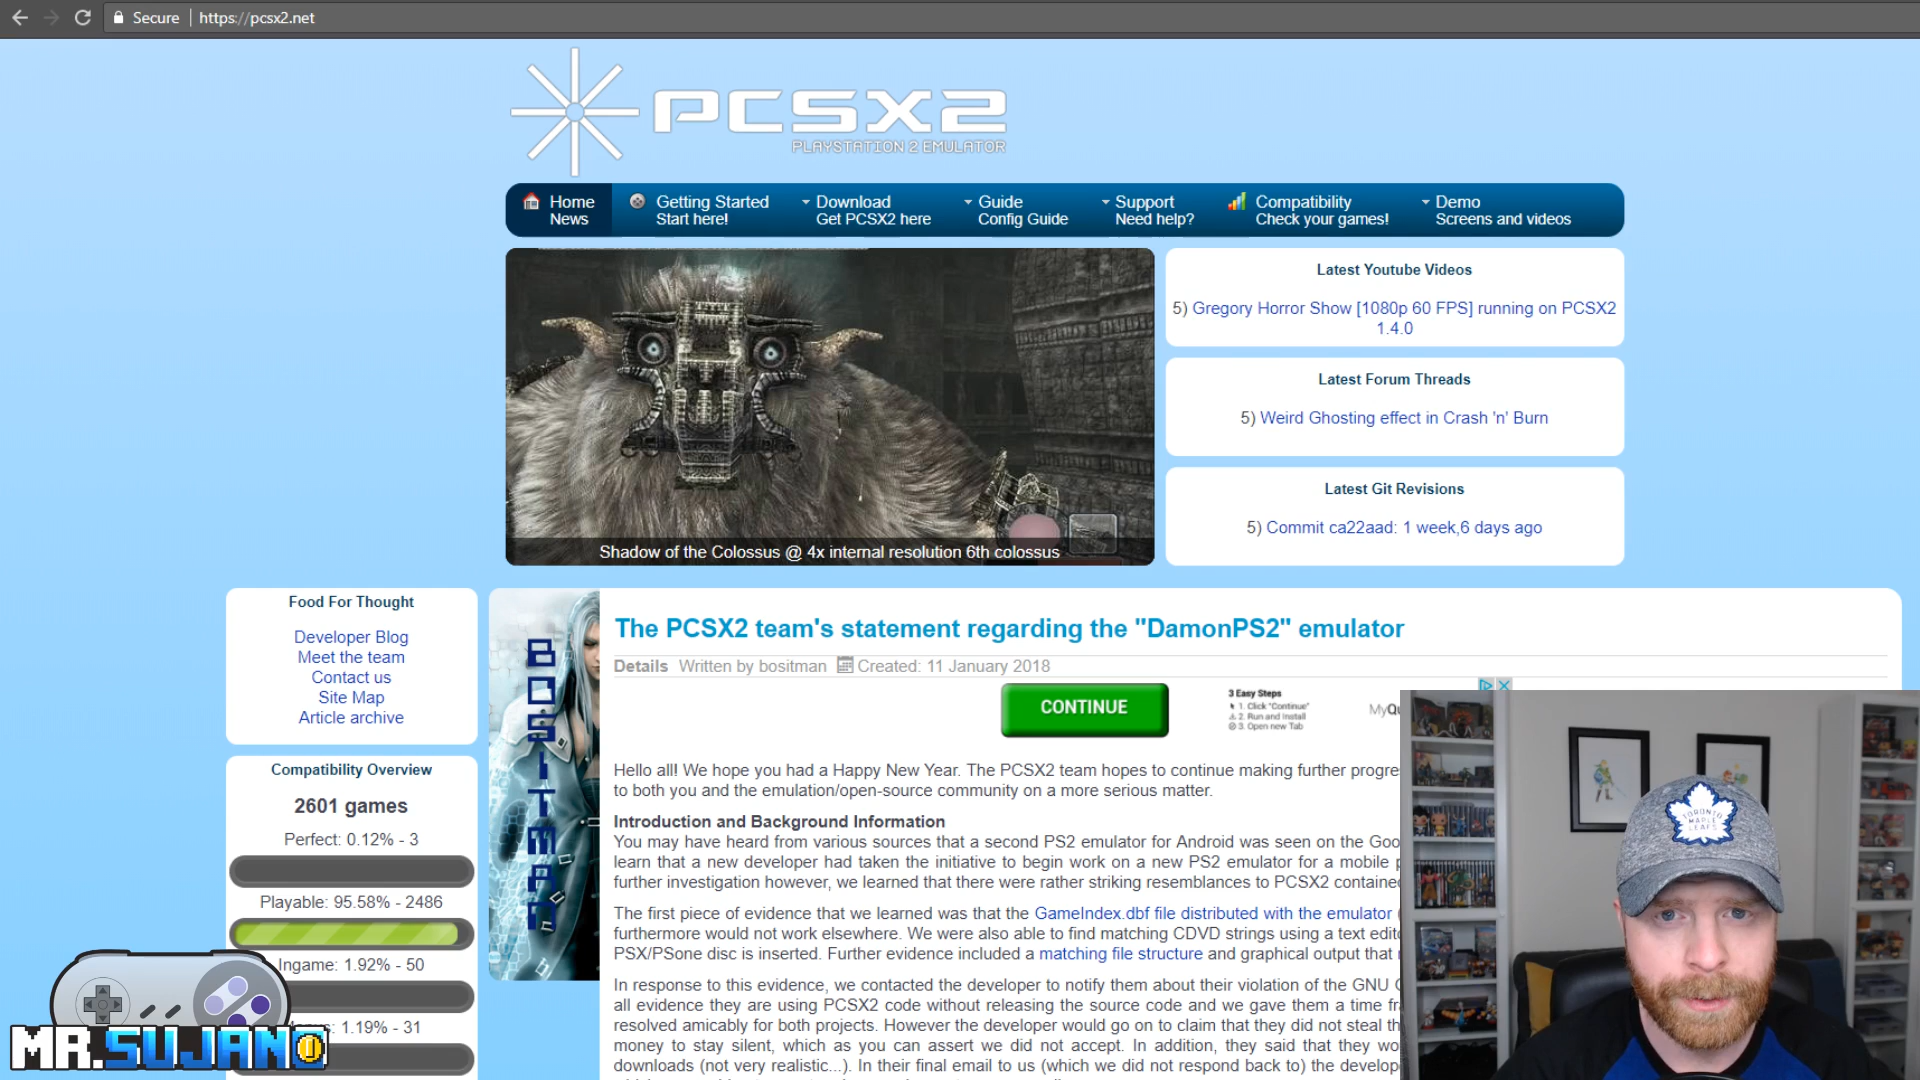 Secure
https://pcsx2.net
PCSX2
PLAYSTATION 2 EMULATOR
Home
News
Getting Started
Start here!
Download
Get PCSX2 here
Guide
Config Guide
Support
Need help?
Compatibility
Check your games!
Demo
Screens and videos
Shadow of the Colossus @ 4x internal resolution 6th colossus
Latest Youtube Videos
5) Gregory Horror Show [1080p 60 FPS] running on PCSX2
1.4.0
Latest Forum Threads
5) Weird Ghosting effect in Crash 'n' Burn
Latest Git Revisions
5) Commit ca22aad: 1 week,6 days ago
Food For Thought
Developer Blog
Meet the team
Contact us
Site Map
Article archive
Compatibility Overview
2601 games
Perfect: 0.12% - 3
Playable: 95.58% - 2486
Ingame: 1.92% - 50
1.19% - 31
MR.SUJANO
BOSITMAN
The PCSX2 team's statement regarding the "DamonPS2" emulator
Details Written by bositman Created: 11 January 2018
CONTINUE
3 Easy Steps
1. Click "Continue"
2. Run and Install
3. Open new Tab
Hello all! We hope you had a Happy New Year. The PCSX2 team hopes to continue making further progre
to both you and the emulation/open-source community on a more serious matter.
Introduction and Background Information
You may have heard from various sources that a second PS2 emulator for Android was seen on the Goo
learn that a new developer had taken the initiative to begin work on a new PS2 emulator for a mobile p
further investigation however, we learned that there were rather striking resemblances to PCSX2 contained
The first piece of evidence that we learned was that the GameIndex.dbf file distributed with the emulator (
furthermore would not work elsewhere. We were also able to find matching CDVD strings using a text edito
PSX/PSone disc is inserted. Further evidence included a matching file structure and graphical output that
In response to this evidence, we contacted the developer to notify them about their violation of the GNU
all evidence they are using PCSX2 code without releasing the source code and we gave them a time fra
resolved amicably for both projects. However the developer would go on to claim that they did not steal th
money to stay silent, which as you can assert we did not accept. In addition, they said that they wo
downloads (not very realistic...). In their final email to us (which we did not respond back to) the develop
TORONTO
MAPLE
LEAFS